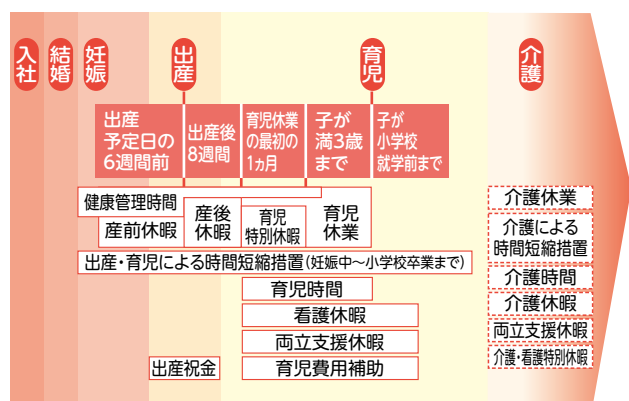 入社
結婚
妊娠
出産
育児
介護
出産
予定日の
6週間前
出産後
8週間
育児休業
の最初の
1ヵ月
子が
満3歳
まで
子が
小学校
就学前まで
健康管理時間
産前休暇
産後
休暇
育児
特別休暇
育児
休業
出産・育児による時間短縮措置(妊娠中〜小学校卒業まで)
育児時間
看護休暇
両立支援休暇
出産祝金
育児費用補助
介護休業
介護による
時間短縮措置
介護時間
介護休暇
両立支援休暇
介護・看護特別休暇